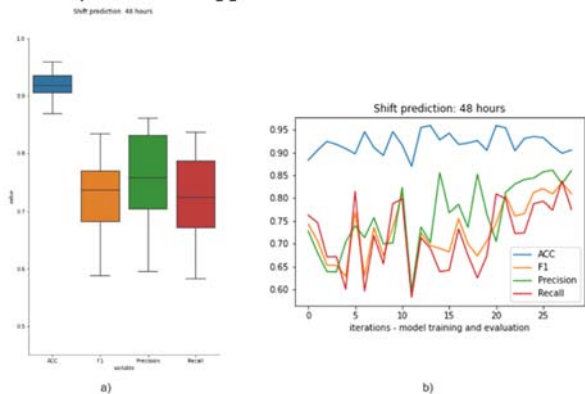 Shift prediction: 48 hours
1.0
0.9
0.8
0.7
0.6
0.5
value
ACC F1 Precision Recall
variable
a)
Shift prediction: 48 hours
0.95
0.90
0.85
0.80
0.75
0.70
0.65
0.60
ACC
F1
Precision
Recall
0 5 10 15 20 25
iterations - model training and evaluation
b)